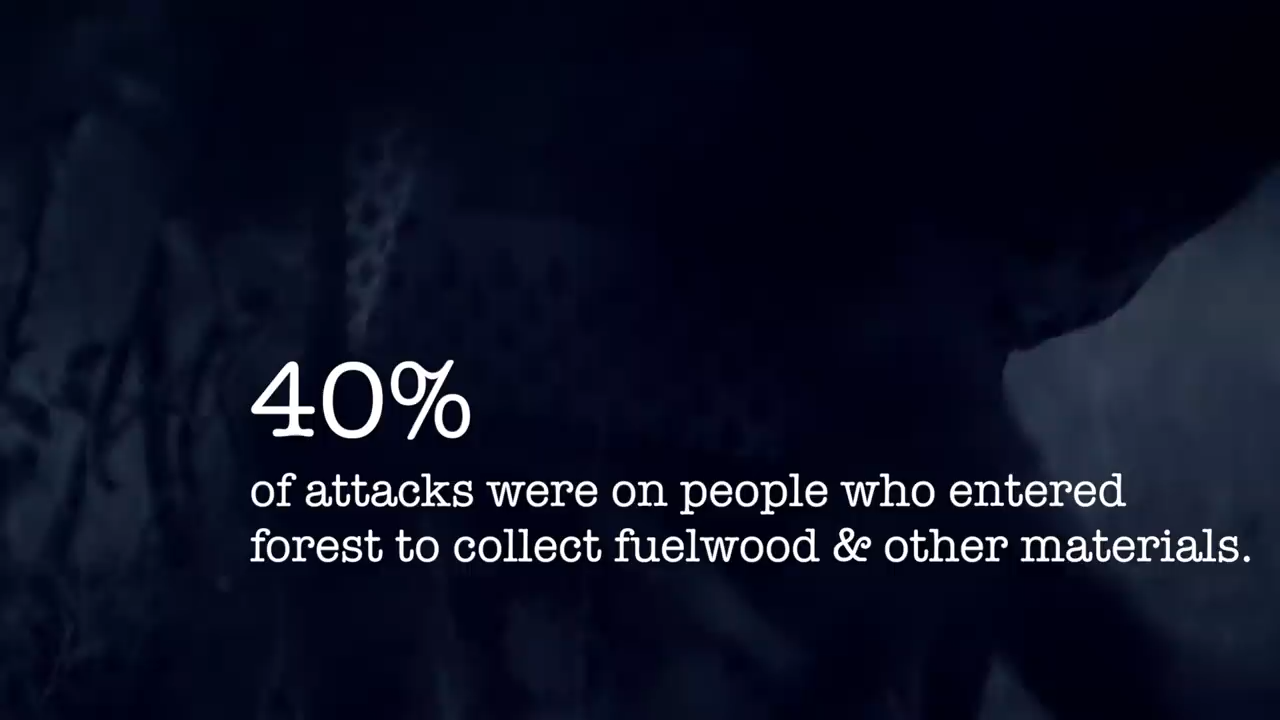 40%
of attacks were on people who entered
forest to collect fuelwood & other materials.